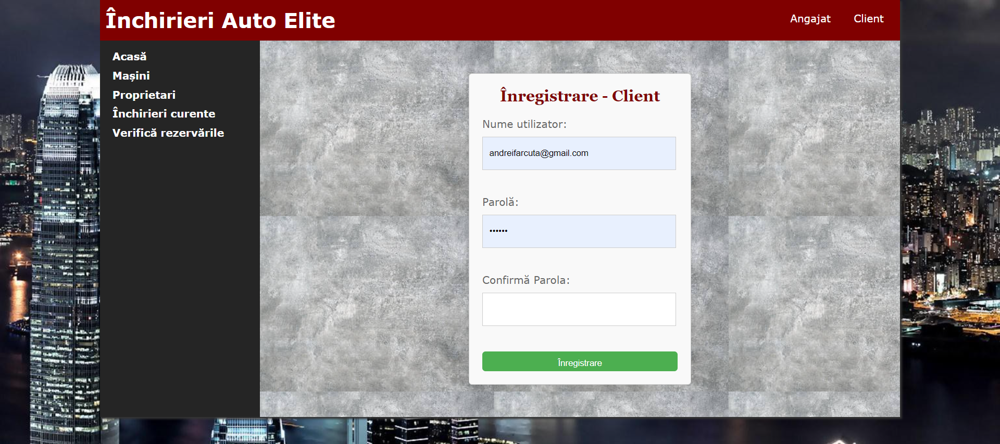 Închirieri Auto Elite
Angajat
Client
Acasă
Mașini
Proprietari
Închirieri curente
Verifică rezervările
Înregistrare - Client
Nume utilizator:
andreifarcuta@gmail.com
Parolă:
••••••
Confirmă Parola:
Înregistrare